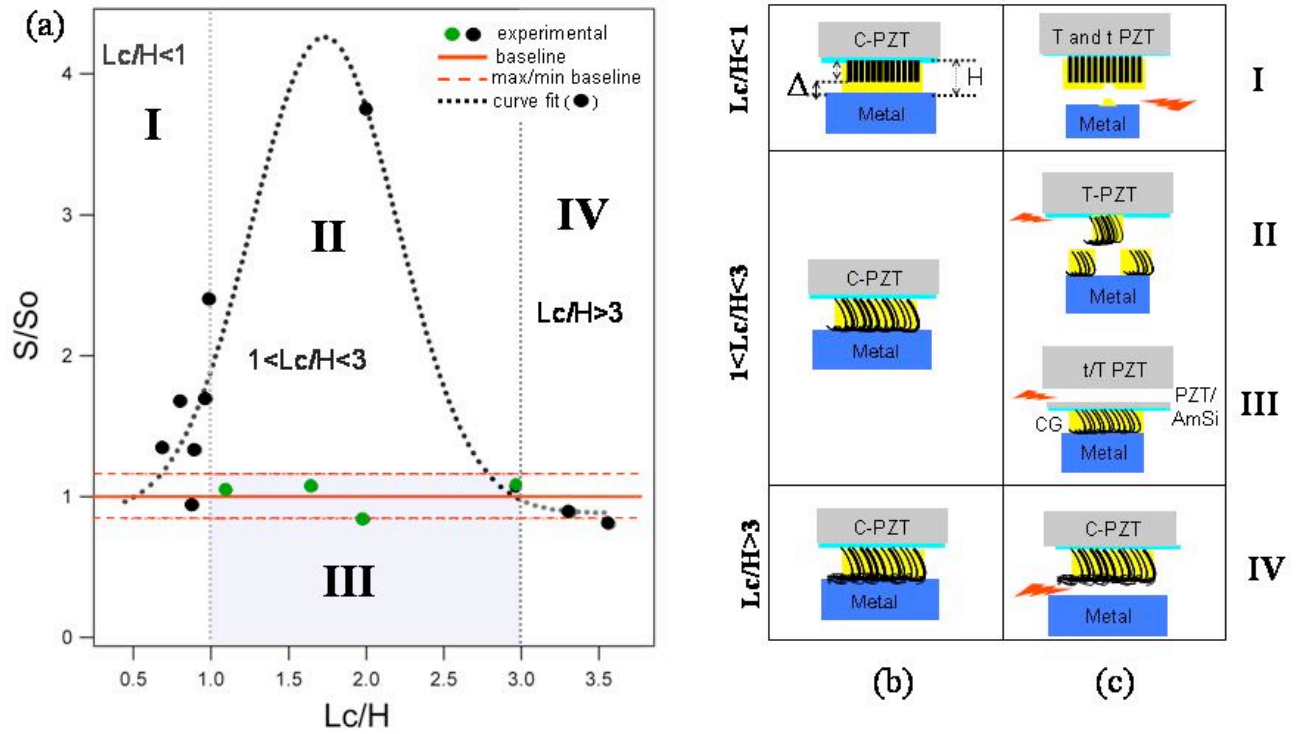 (a)
Lc/H<1
I
experimental
baseline
max/min baseline
curve fit (●)
II
1<Lc/H<3
IV
Lc/H>3
III
S/So
4
3
2
1
0
0.5 1.0 1.5 2.0 2.5 3.0 3.5
Lc/H
Lc/H<1
C-PZT
Δ
H
Metal
T and t PZT
Metal
I
1<Lc/H<3
C-PZT
Metal
T-PZT
Metal
II
t/T PZT
PZT/
AmSi
CG
Metal
III
Lc/H>3
C-PZT
Metal
C-PZT
Metal
IV
(b) (c)